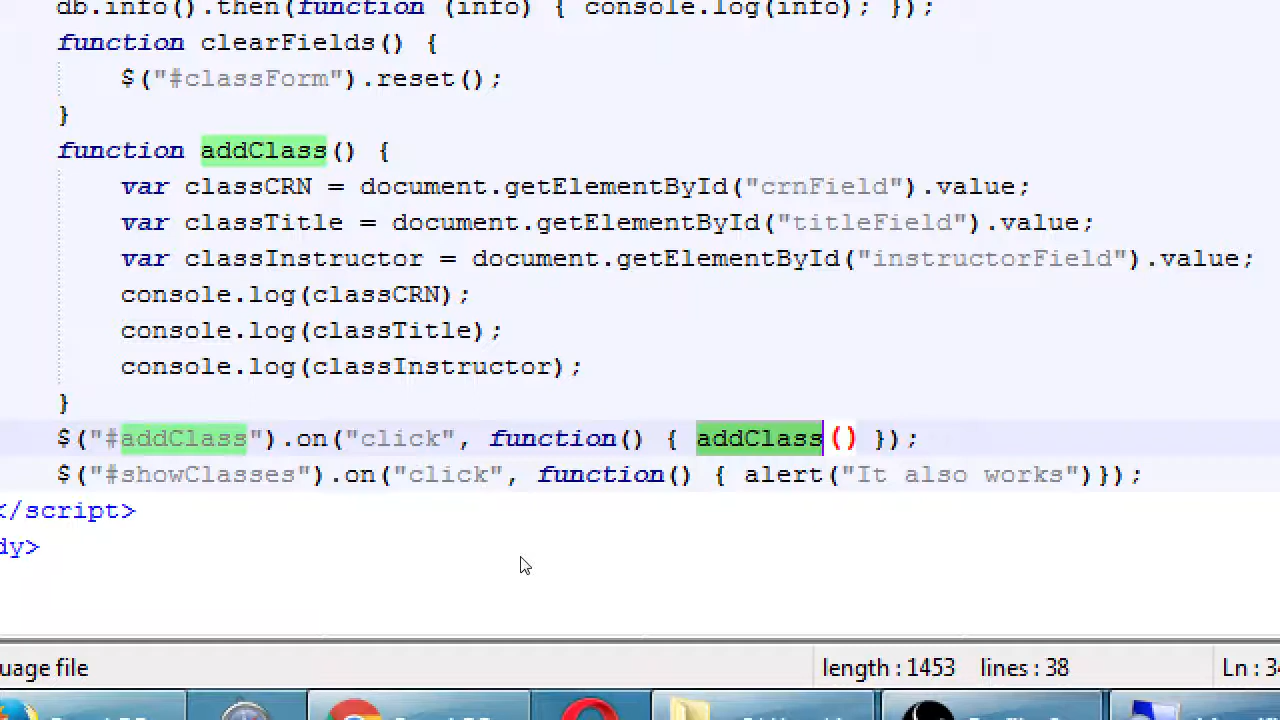 db.info().then(function (info) { console.log(info); });
function clearFields() {
$("#classForm").reset();
}
function addClass() {
var classCRN = document.getElementById("crnField").value;
var classTitle = document.getElementById("titleField").value;
var classInstructor = document.getElementById("instructorField").value;
console.log(classCRN);
console.log(classTitle);
console.log(classInstructor);
}
$("#addClass").on("click", function() { addClass() });
$("#showClasses").on("click", function() { alert("It also works")});
</script>
dy>
uage file length : 1453 lines : 38 Ln : 34